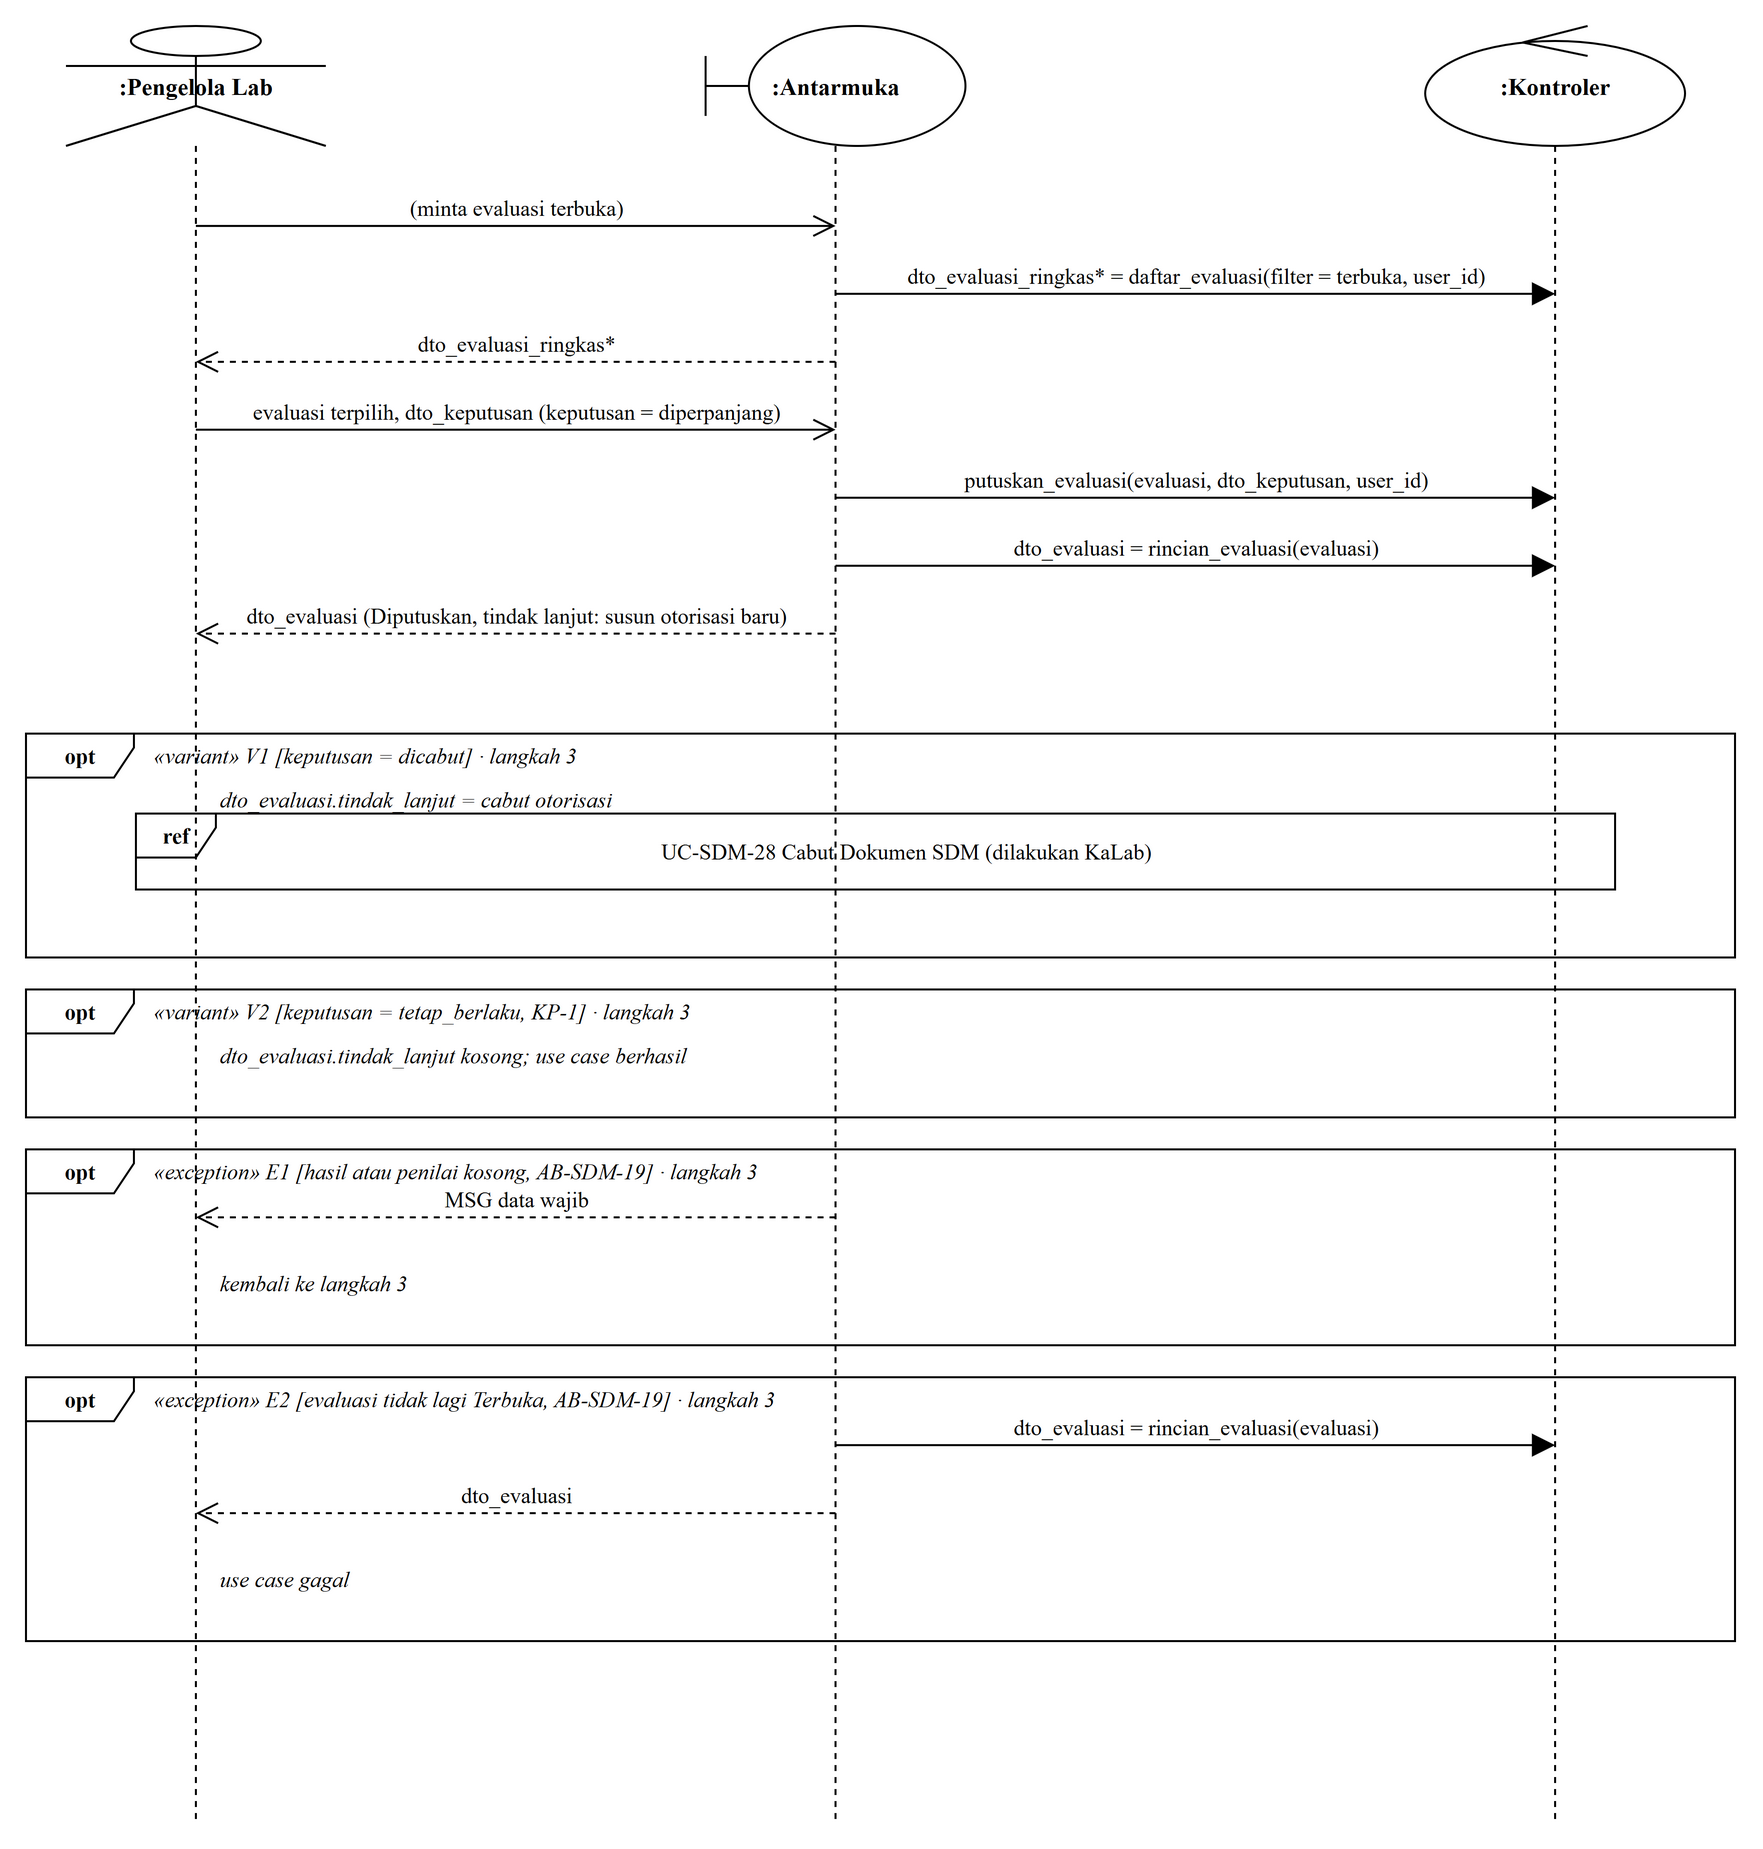 :Pengelola Lab
:Antarmuka
:Kontroler
(minta evaluasi terbuka)
dto_evaluasi_ringkas* = daftar_evaluasi(filter = terbuka, user_id)
dto_evaluasi_ringkas*
evaluasi terpilih, dto_keputusan (keputusan = diperpanjang)
putuskan_evaluasi(evaluasi, dto_keputusan, user_id)
dto_evaluasi = rincian_evaluasi(evaluasi)
dto_evaluasi (Diputuskan, tindak lanjut: susun otorisasi baru)
opt «variant» V1 [keputusan = dicabut] · langkah 3
dto_evaluasi.tindak_lanjut = cabut otorisasi
ref
UC-SDM-28 Cabut Dokumen SDM (dilakukan KaLab)
opt «variant» V2 [keputusan = tetap_berlaku, KP-1] · langkah 3
dto_evaluasi.tindak_lanjut kosong; use case berhasil
opt «exception» E1 [hasil atau penilai kosong, AB-SDM-19] · langkah 3
MSG data wajib
kembali ke langkah 3
opt «exception» E2 [evaluasi tidak lagi Terbuka, AB-SDM-19] · langkah 3
dto_evaluasi = rincian_evaluasi(evaluasi)
dto_evaluasi
use case gagal